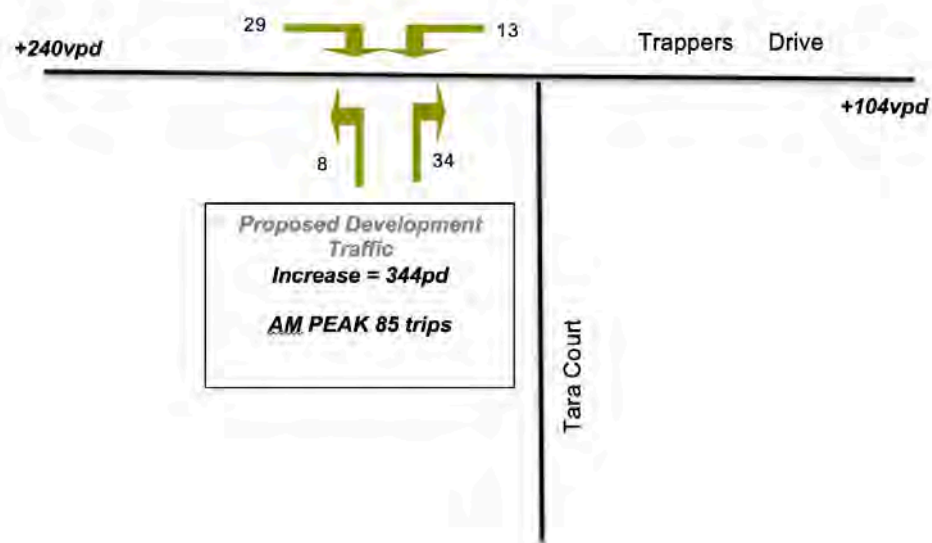 29
13
+240vpd
Trappers Drive
+104vpd
8
34
Proposed Development
Traffic
Increase = 344pd
AM PEAK 85 trips
Tara Court